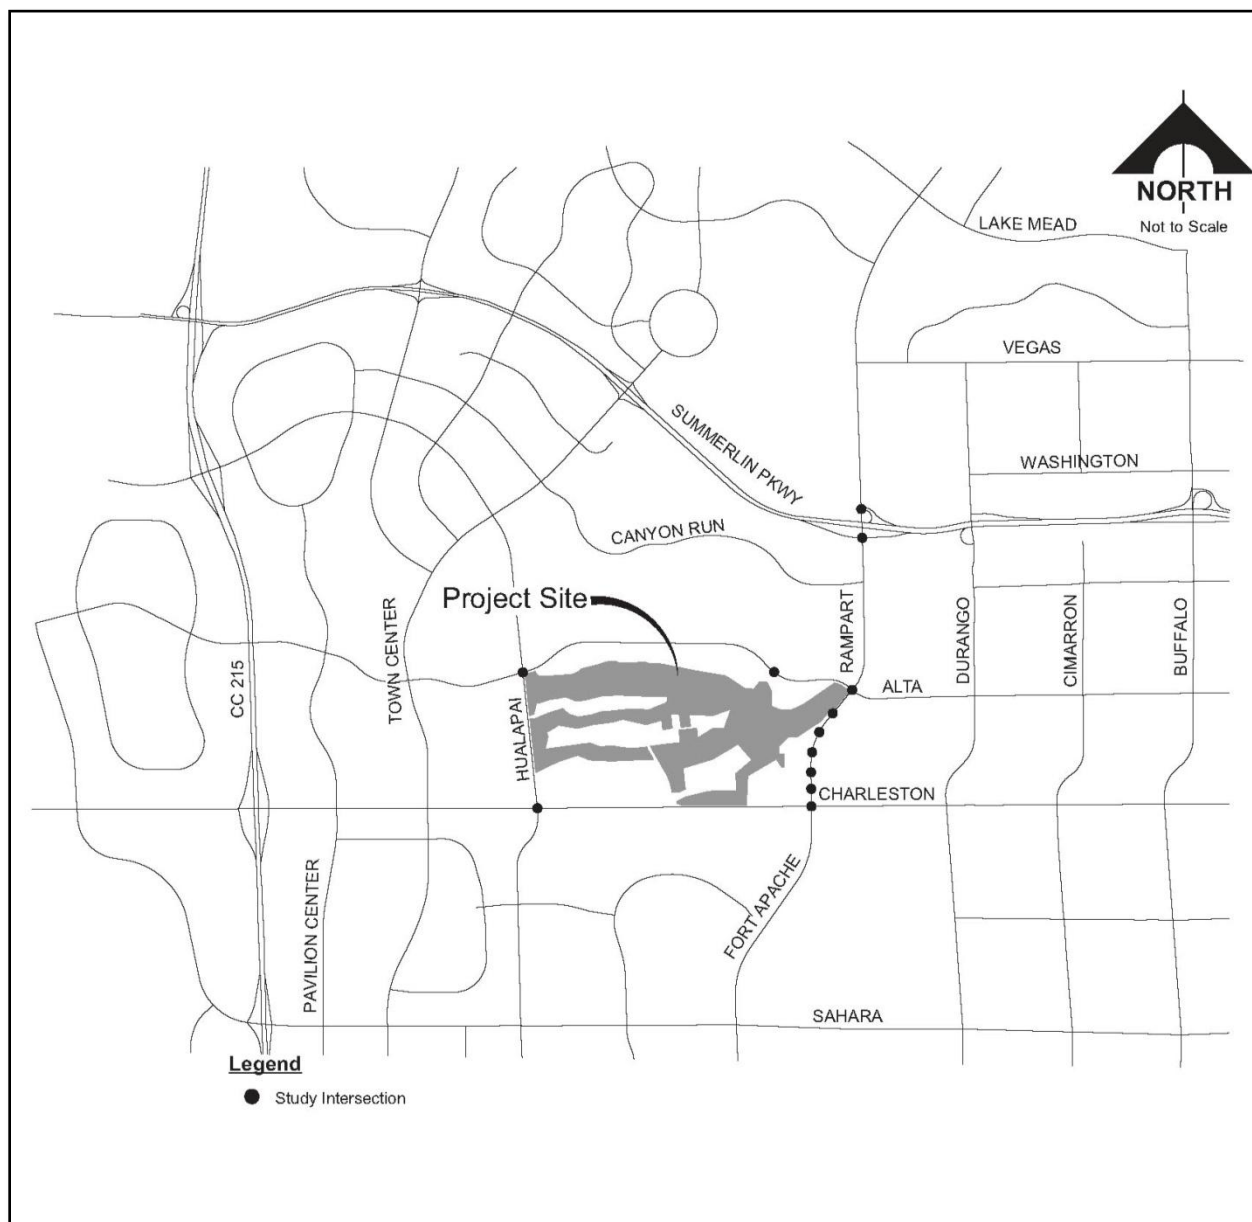 NORTH
Not to Scale
LAKE MEAD
VEGAS
SUMMERLIN PKWY
WASHINGTON
CANYON RUN
Project Site
RAMPART
DURANGO
CIMARRON
BUFFALO
TOWN CENTER
CC 215
ALTA
HUALAPAI
CHARLESTON
PAVILION CENTER
FORT APACHE
SAHARA
Legend
Study Intersection